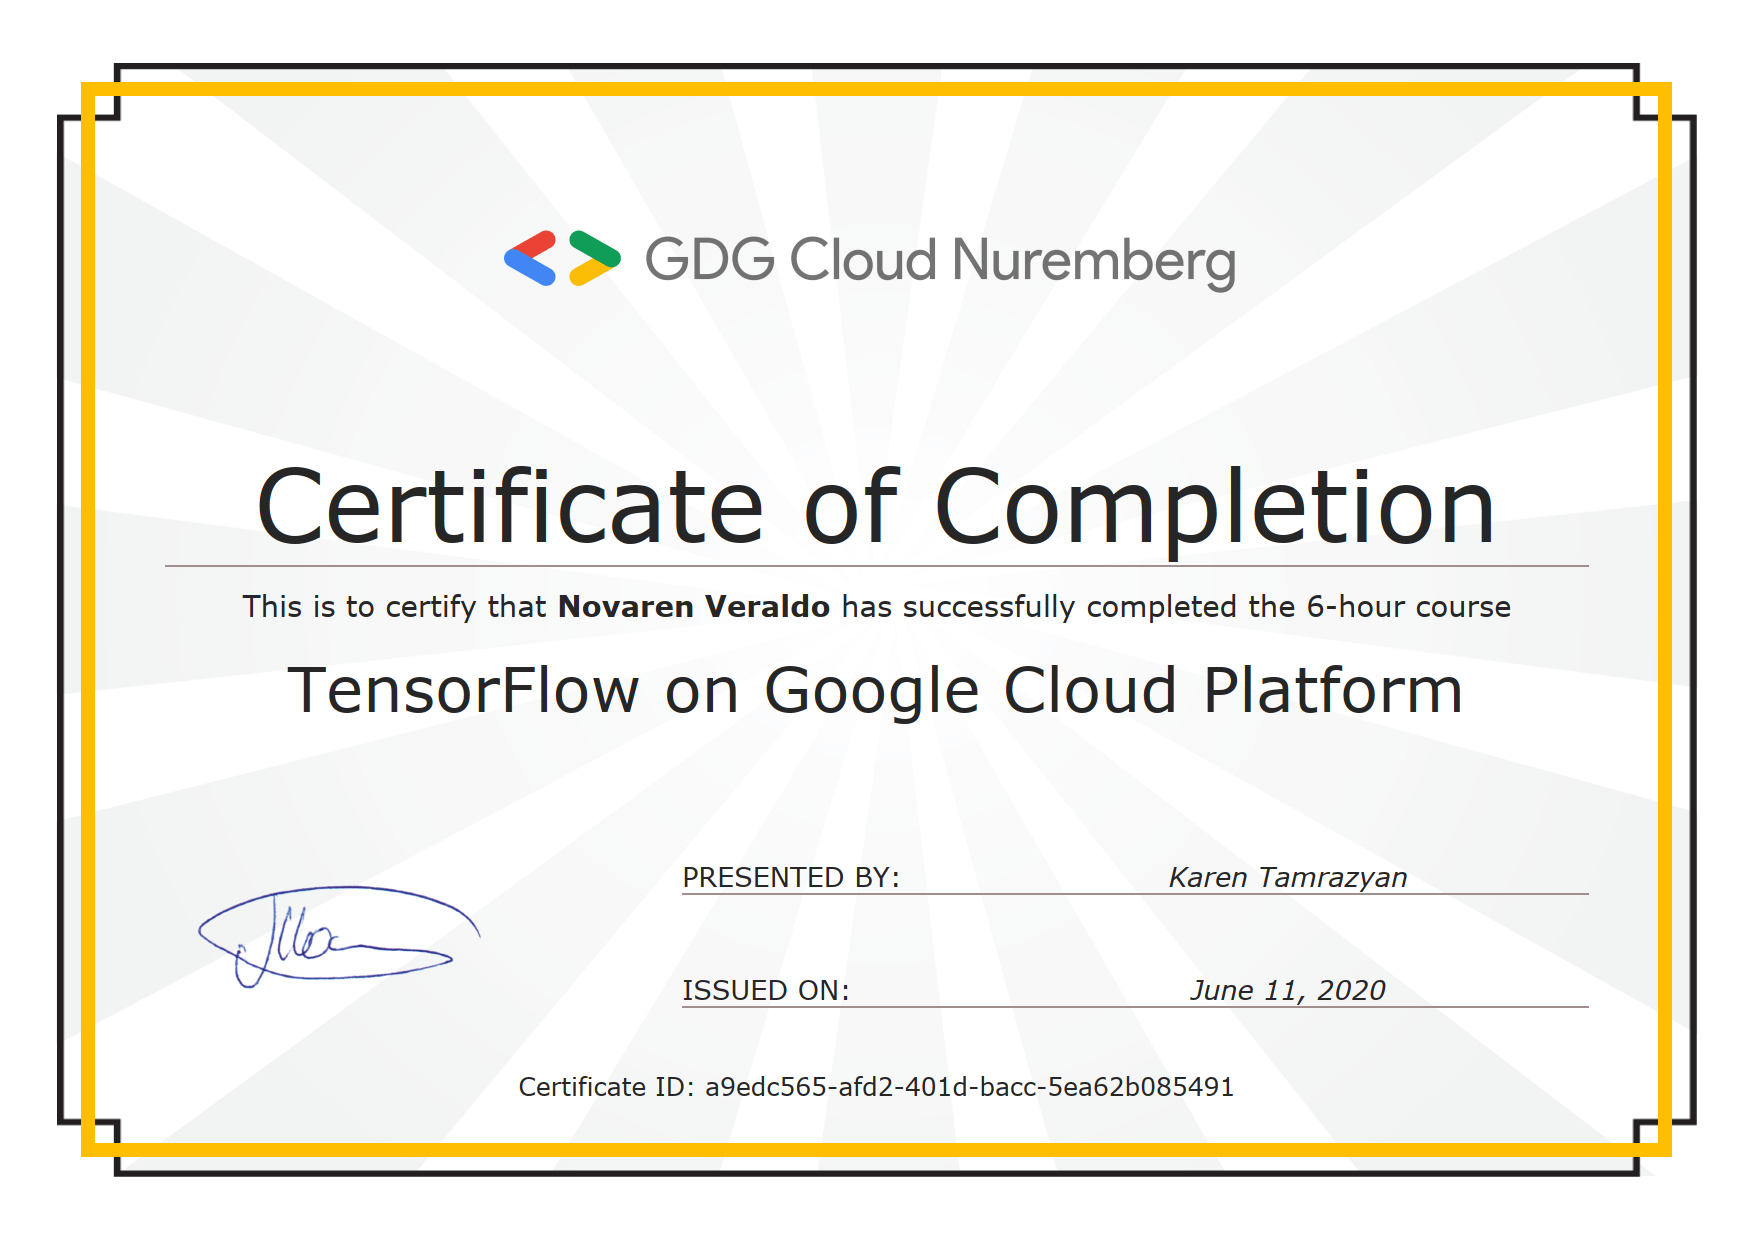 GDG Cloud Nuremberg
Certificate of Completion
This is to certify that Novaren Veraldo has successfully completed the 6-hour course
TensorFlow on Google Cloud Platform
PRESENTED BY: Karen Tamrazyan
ISSUED ON: June 11, 2020
Certificate ID: a9edc565-afd2-401d-bacc-5ea62b085491